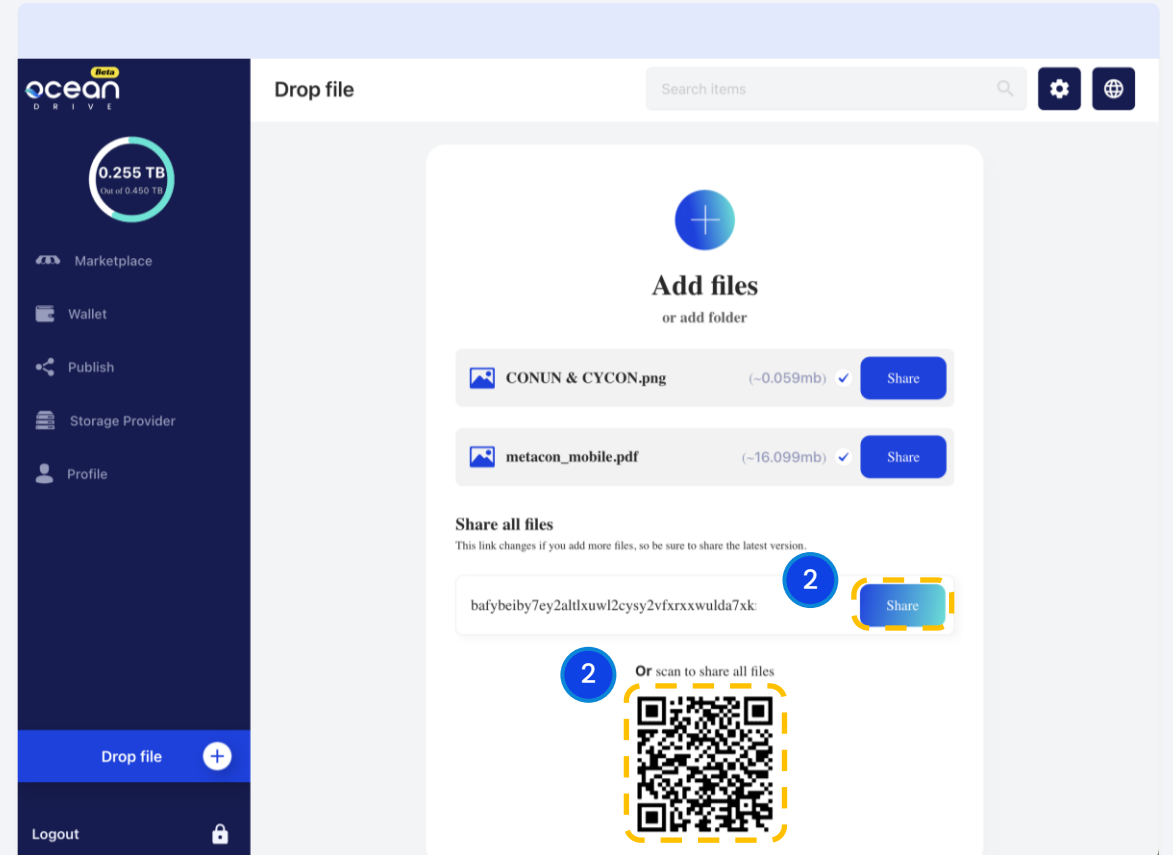 Beta
ocean
DRIVE
0.255 TB
Out of 0.450 TB
Marketplace
Wallet
Publish
Storage Provider
Profile
Drop file
Logout
Drop file
Search items
Add files
or add folder
CONUN & CYCON.png (~0.059mb) Share
metacon_mobile.pdf (~16.099mb) Share
Share all files
This link changes if you add more files, so be sure to share the latest version.
2
bafybeiby7ey2altlxuwl2cysy2vfxrxxwulda7xk: Share
2
Or scan to share all files